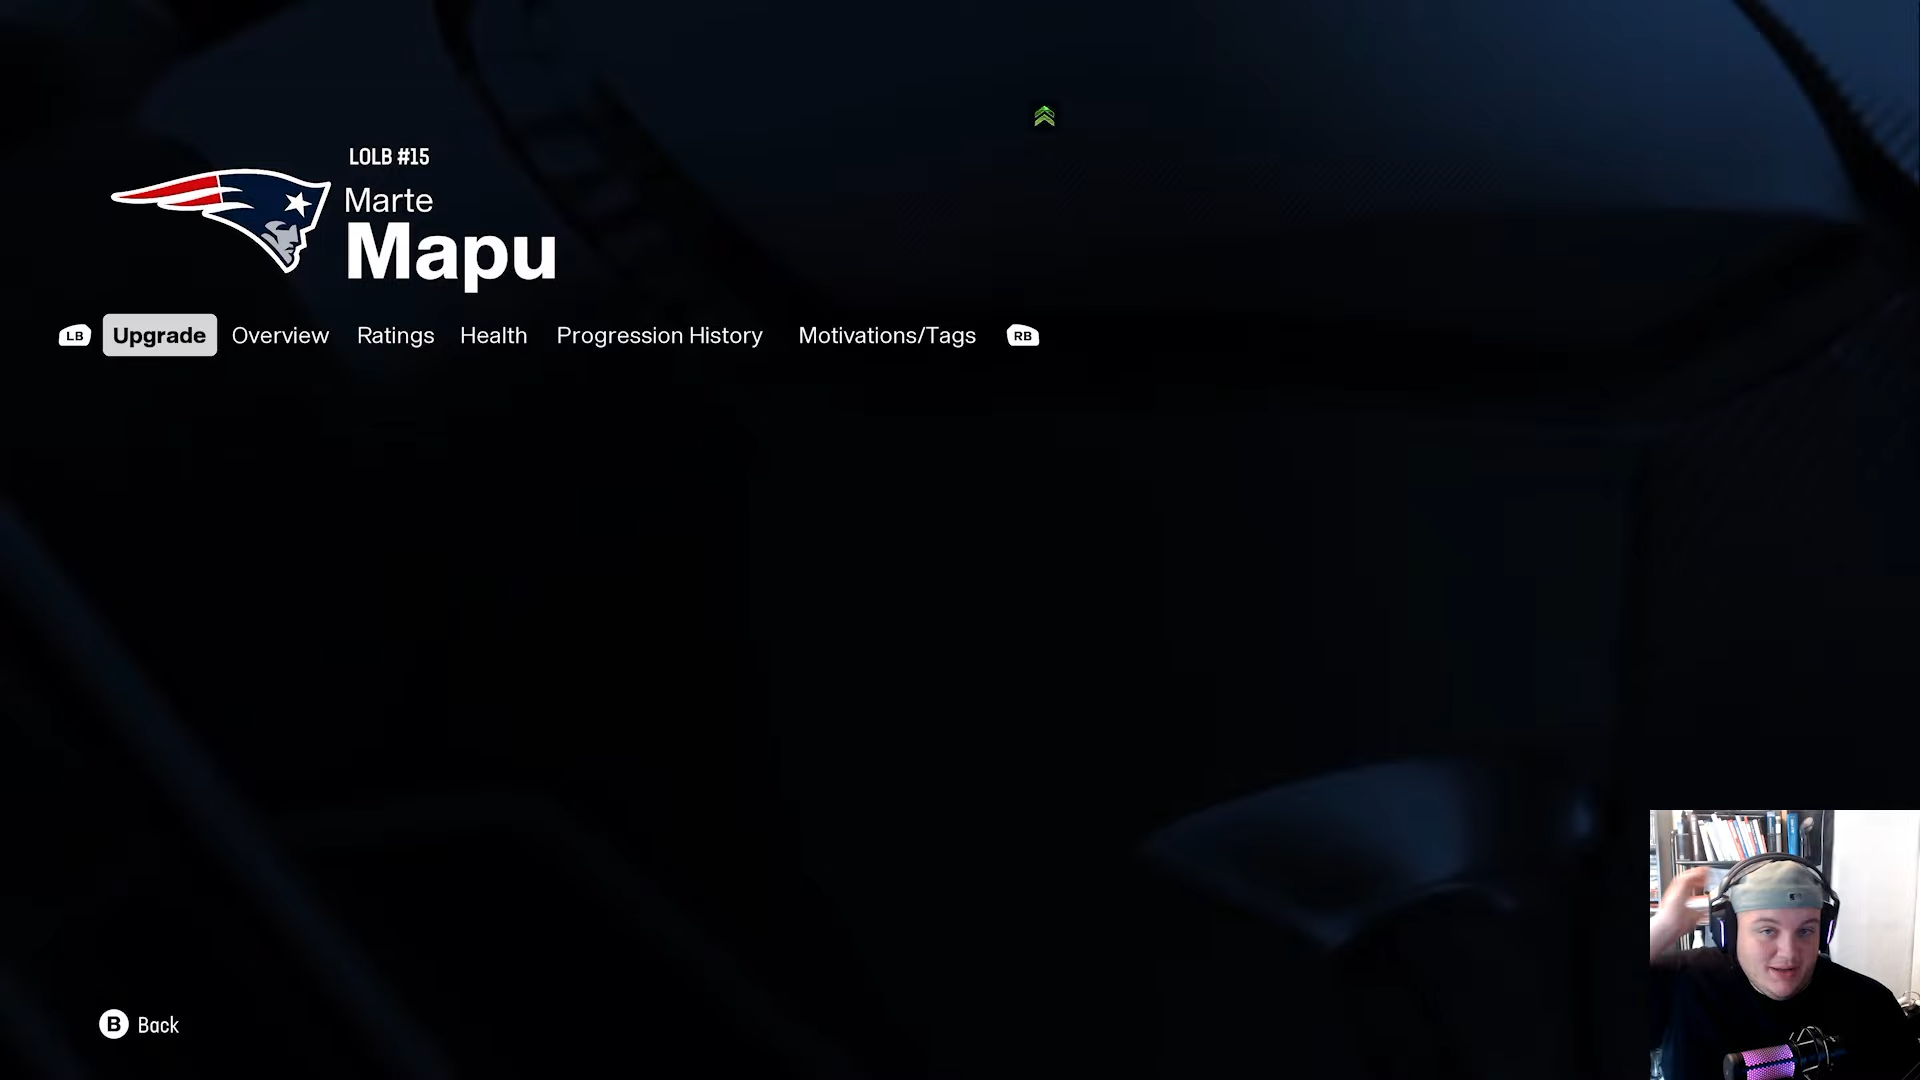 LOLB #15
Marte
Mapu
LB Upgrade Overview Ratings Health Progression History Motivations/Tags RB
B Back